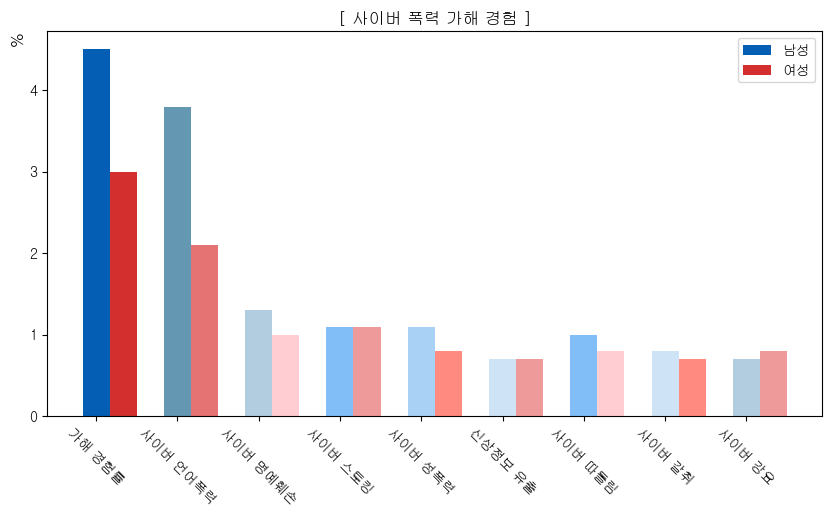 [ 사이버 폭력 가해 경험 ]
%
남성
여성
4
3
2
1
0
가해 경험률
사이버 언어폭력
사이버 명예훼손
사이버 스토킹
사이버 성폭력
신상정보 유출
사이버 따돌림
사이버 갈취
사이버 강요